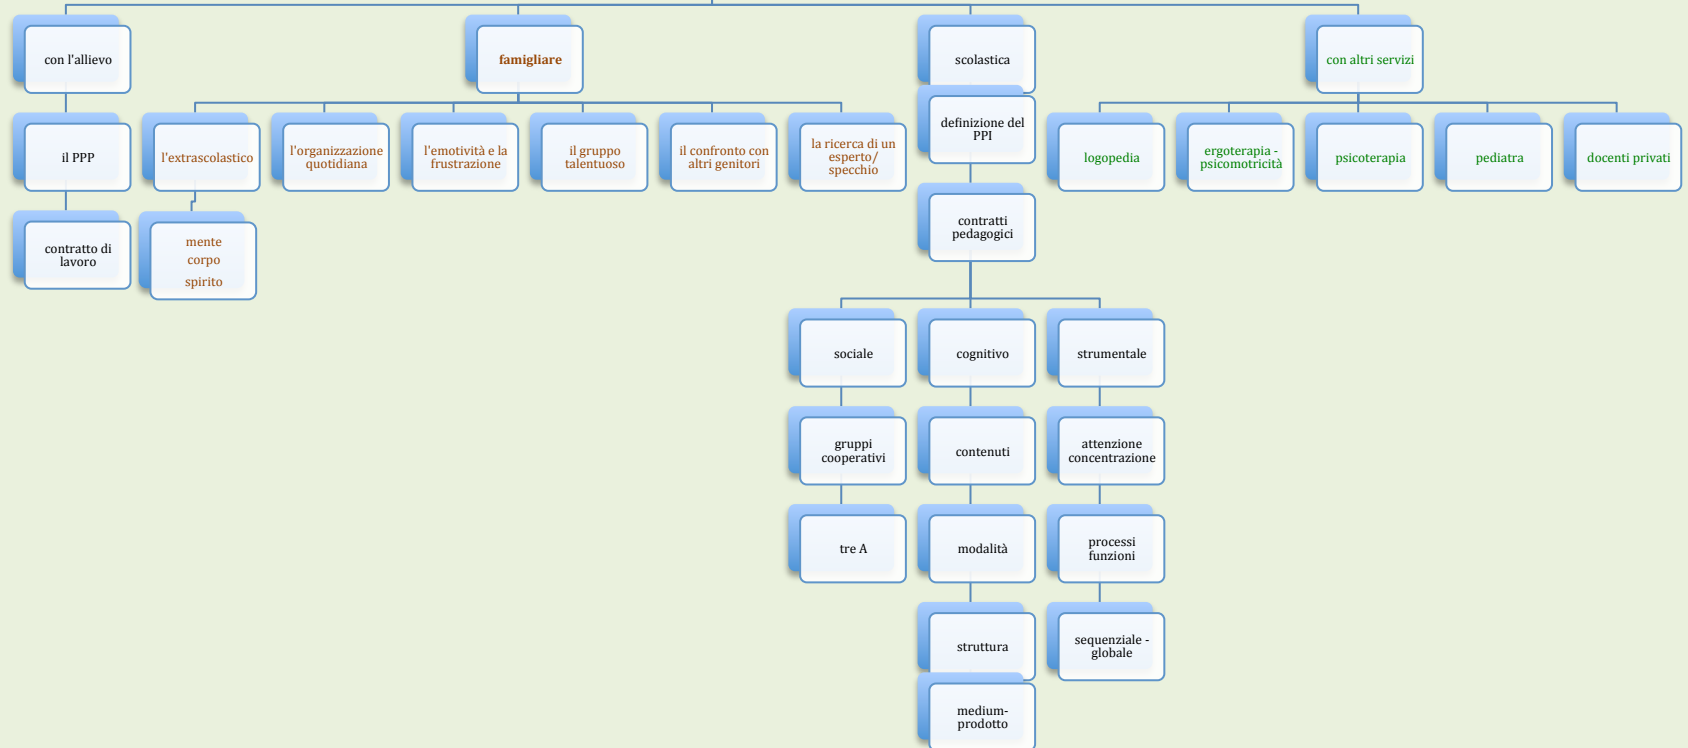 con l'allievo
famigliare
scolastica
con altri servizi
il PPP
l'extrascolastico
l'organizzazione
quotidiana
l'emotività e la
frustrazione
il gruppo
talentuoso
il confronto con
altri genitori
la ricerca di un
esperto/
specchio
definizione del
PPI
logopedia
ergoterapia -
psicomotricità
psicoterapia
pediatra
docenti privati
contratto di
lavoro
mente
corpo
spirito
contratti
pedagogici
sociale
cognitivo
strumentale
gruppi
cooperativi
contenuti
attenzione
concentrazione
tre A
modalità
processi
funzioni
struttura
sequenziale -
globale
medium-
prodotto